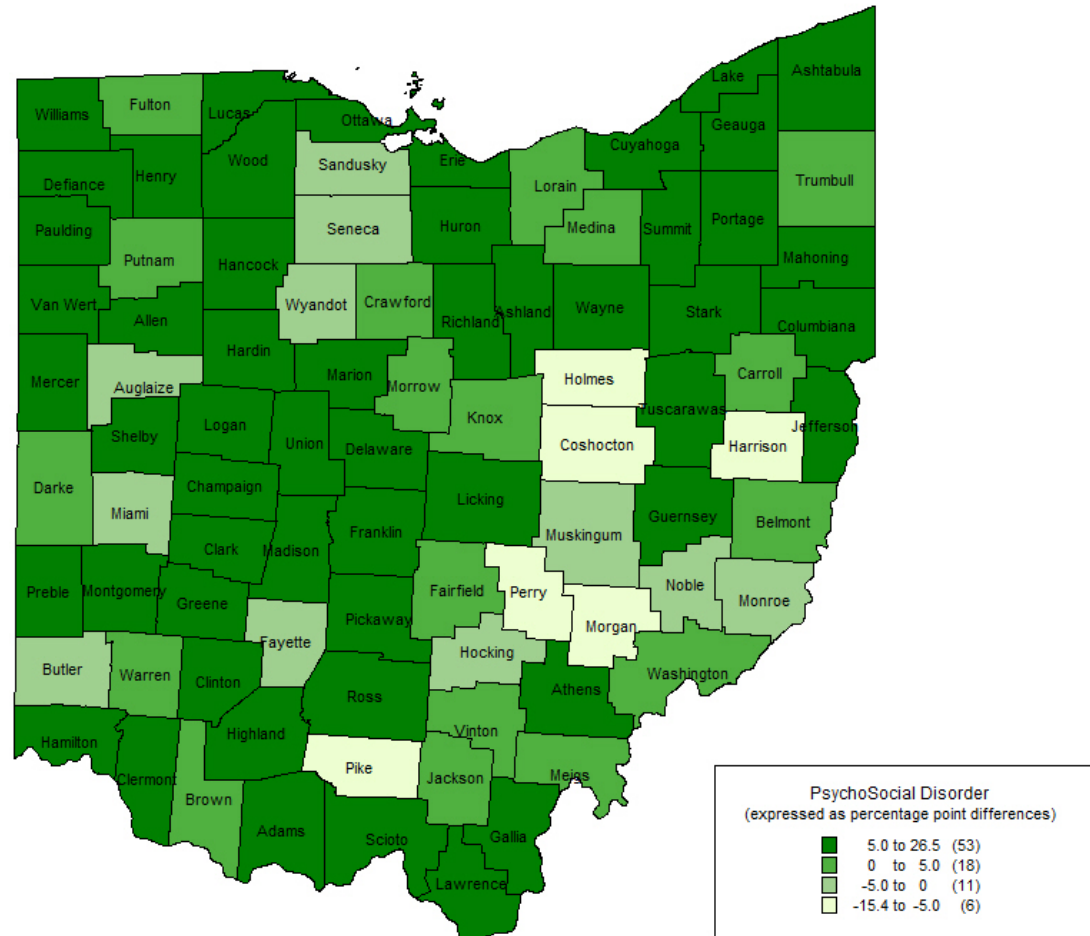 Lake
Ashtabula
Williams
Fulton
Lucas
Ottawa
Geauga
Cuyahoga
Wood
Sandusky
Erie
Henry
Defiance
Lorain
Trumbull
Paulding
Seneca
Huron
Medina
Summit
Portage
Putnam
Hancock
Mahoning
Van Wert
Allen
Wyandot
Crawford
Richland
Ashland
Wayne
Stark
Columbiana
Hardin
Mercer
Auglaize
Marion
Morrow
Holmes
Carroll
Knox
Tuscarawas
Shelby
Logan
Union
Delaware
Coshocton
Harrison
Jefferson
Darke
Champaign
Licking
Miami
Franklin
Muskingum
Guernsey
Belmont
Clark
Madison
Preble
Montgomery
Greene
Fairfield
Perry
Noble
Monroe
Pickaway
Fayette
Morgan
Hocking
Butler
Warren
Clinton
Ross
Athens
Washington
Highland
Vinton
Hamilton
Pike
Jackson
Meigs
Clermont
Brown
Adams
Scioto
Gallia
Lawrence
PsychoSocial Disorder
(expressed as percentage point differences)
5.0 to 26.5 (53)
0 to 5.0 (18)
-5.0 to 0 (11)
-15.4 to -5.0 (6)